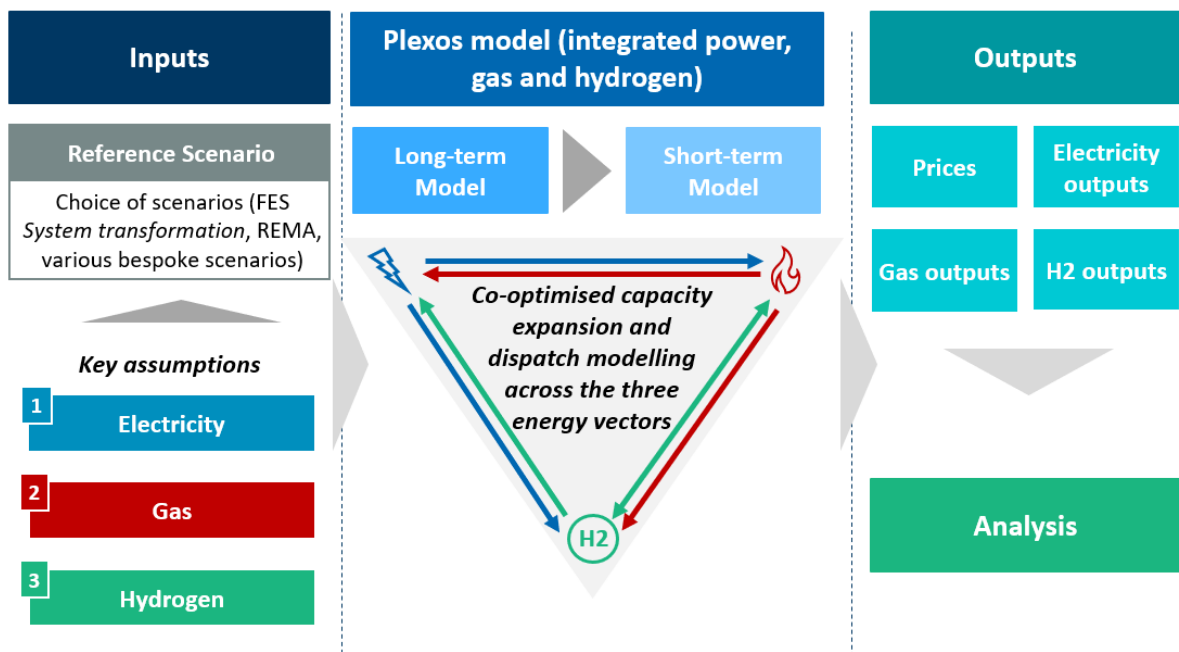 Inputs
Reference Scenario
Choice of scenarios (FES
System transformation, REMA,
various bespoke scenarios)
Key assumptions
1
Electricity
2
Gas
3
Hydrogen
Plexos model (integrated power,
gas and hydrogen)
Long-term
Model
Short-term
Model
Co-optimised capacity
expansion and
dispatch modelling
across the three
energy vectors
H2
Outputs
Prices
Electricity
outputs
Gas outputs
H2 outputs
Analysis